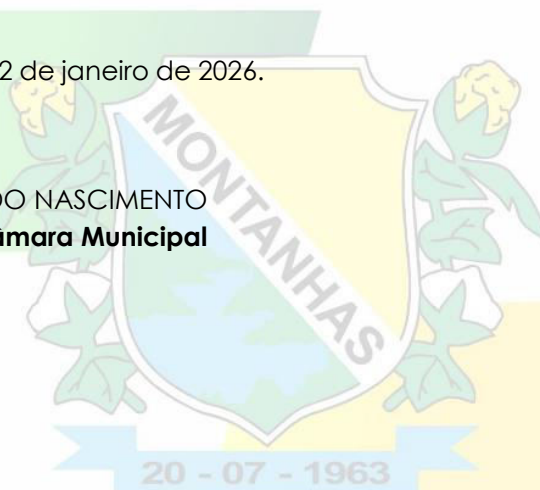 2 de janeiro de 2026.
DO NASCIMENTO
âmara Municipal
MONTANHAS
20 - 07 - 1963